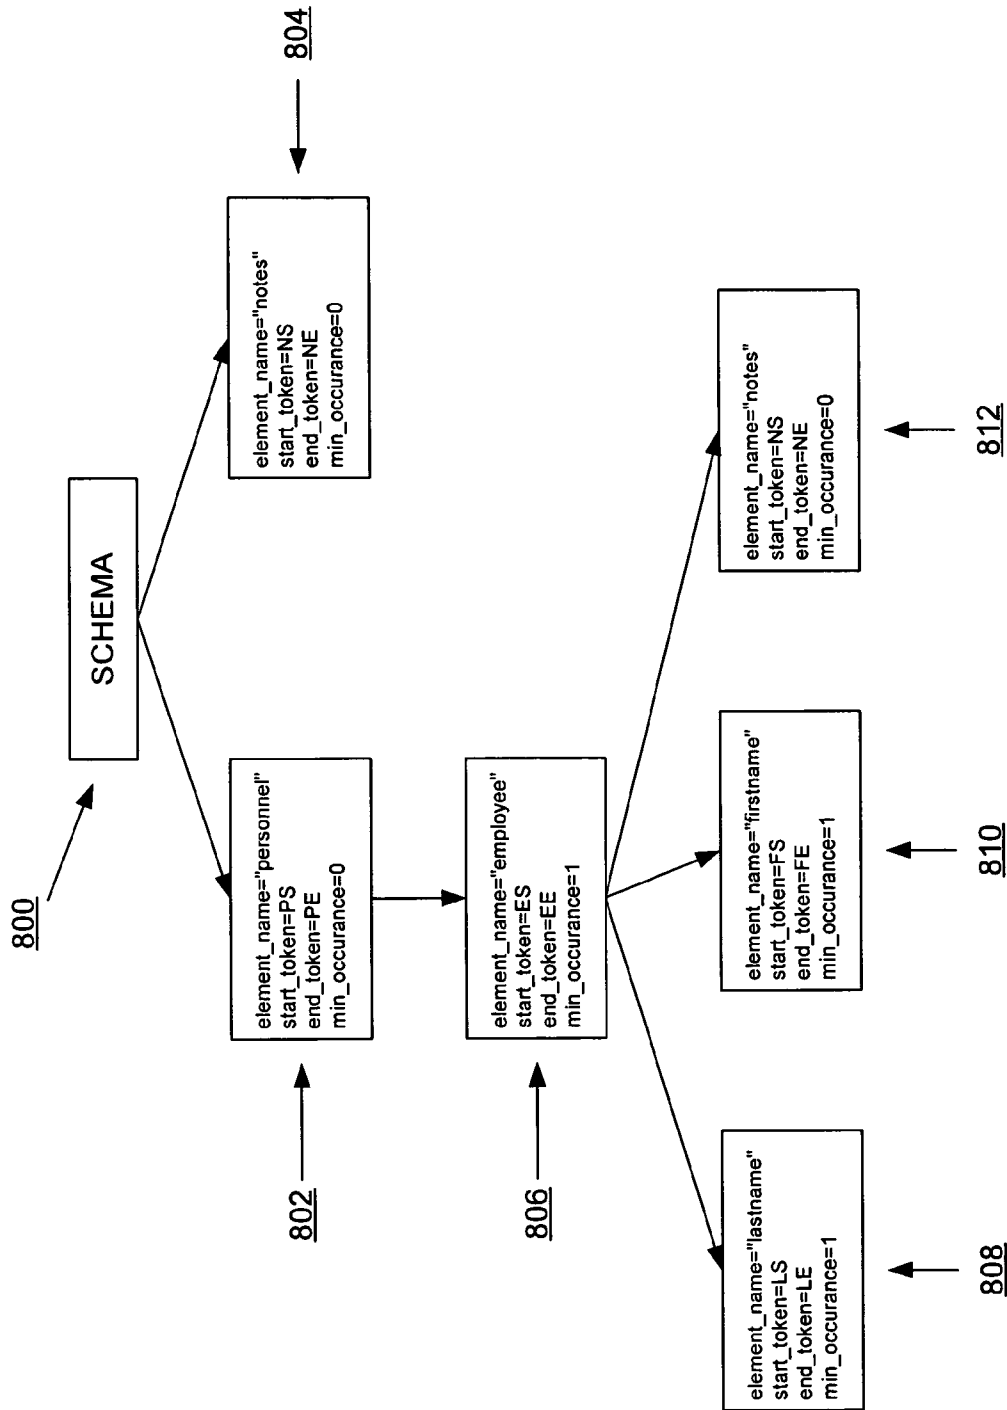 800
SCHEMA
802
element_name="personnel"
start_token=PS
end_token=PE
min_occurance=0
element_name="notes"
start_token=NS
end_token=NE
min_occurance=0
804
806
element_name="employee"
start_token=ES
end_token=EE
min_occurance=1
element_name="lastname"
start_token=LS
end_token=LE
min_occurance=1
element_name="firstname"
start_token=FS
end_token=FE
min_occurance=1
element_name="notes"
start_token=NS
end_token=NE
min_occurance=0
808
810
812